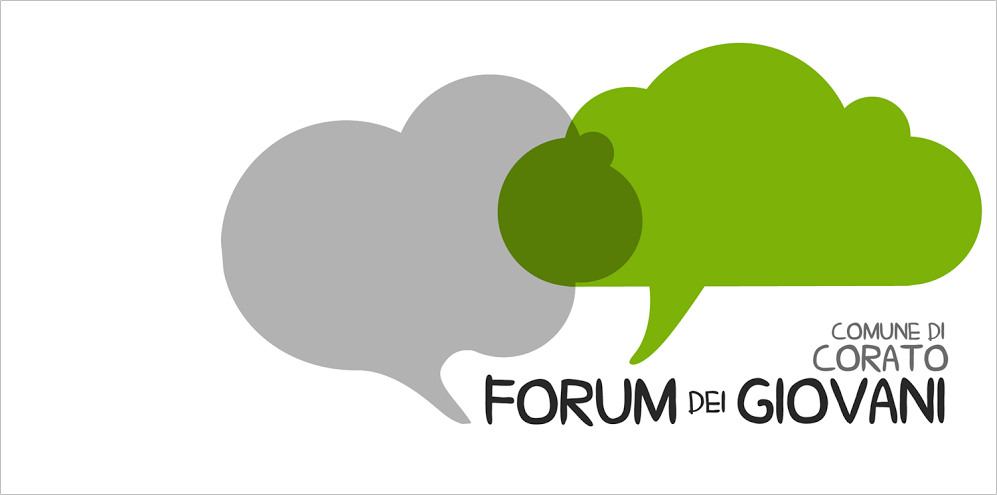 COMUNE DI
CORATO
FORUM DEI GIOVANI